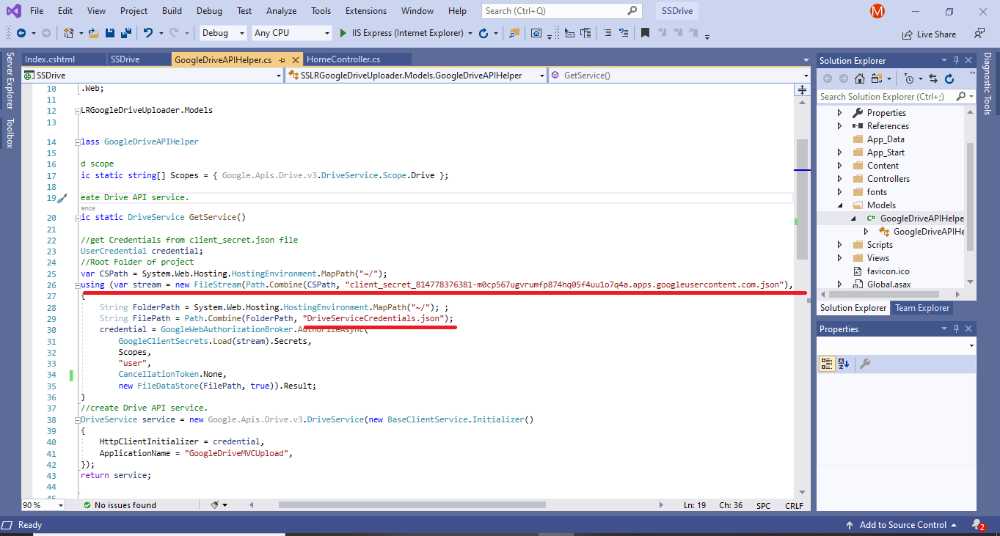 File Edit View Project Build Debug Test Analyze Tools Extensions Window Help Search (Ctrl+Q) SSDrive M
Debug Any CPU IIS Express (Internet Explorer) Live Share
Index.cshtml SSDrive GoogleDriveAPIHelper.cs HomeController.cs
SSDrive SSLRGoogleDriveUploader.Models.GoogleDriveAPIHelper GetService()
Server Explorer
Toolbox
10 .Web;
11
12 LRGoogleDriveUploader.Models
13
14 lass GoogleDriveAPIHelper
15
16 d scope
17 ic static string[] Scopes = { Google.Apis.Drive.v3.DriveService.Scope.Drive };
18
19 eate Drive API service.
rence
20 ic static DriveService GetService()
21
22 //get Credentials from client_secret.json file
23 UserCredential credential;
24 //Root Folder of project
25 var CSPath = System.Web.Hosting.HostingEnvironment.MapPath("~/");
26 using (var stream = new FileStream(Path.Combine(CSPath, "client_secret_814778376381-m0cp567ugvrumfp874hq05f4uu1o7q4a.apps.googleusercontent.com.json"),
27 {
28 String FolderPath = System.Web.Hosting.HostingEnvironment.MapPath("~/"); ;
29 String FilePath = Path.Combine(FolderPath, "DriveServiceCredentials.json");
30 credential = GoogleWebAuthorizationBroker.AuthorizeAsync(
31 GoogleClientSecrets.Load(stream).Secrets,
32 Scopes,
33 "user",
34 CancellationToken.None,
35 new FileDataStore(FilePath, true)).Result;
36 }
37 //create Drive API service.
38 DriveService service = new Google.Apis.Drive.v3.DriveService(new BaseClientService.Initializer()
39 {
40 HttpClientInitializer = credential,
41 ApplicationName = "GoogleDriveMVCUpload",
42 });
43 return service;
44
45
90 % No issues found Ln: 19 Ch: 36 SPC CRLF
Solution Explorer
Search Solution Explorer (Ctrl+;)
Properties
References
App_Data
App_Start
Content
Controllers
fonts
Models
C# GoogleDriveAPIHelpe
GoogleDriveAPIHe
Scripts
Views
favicon.ico
Global.asax
Solution Explorer Team Explorer
Properties
Diagnostic Tools
Ready Add to Source Control 2